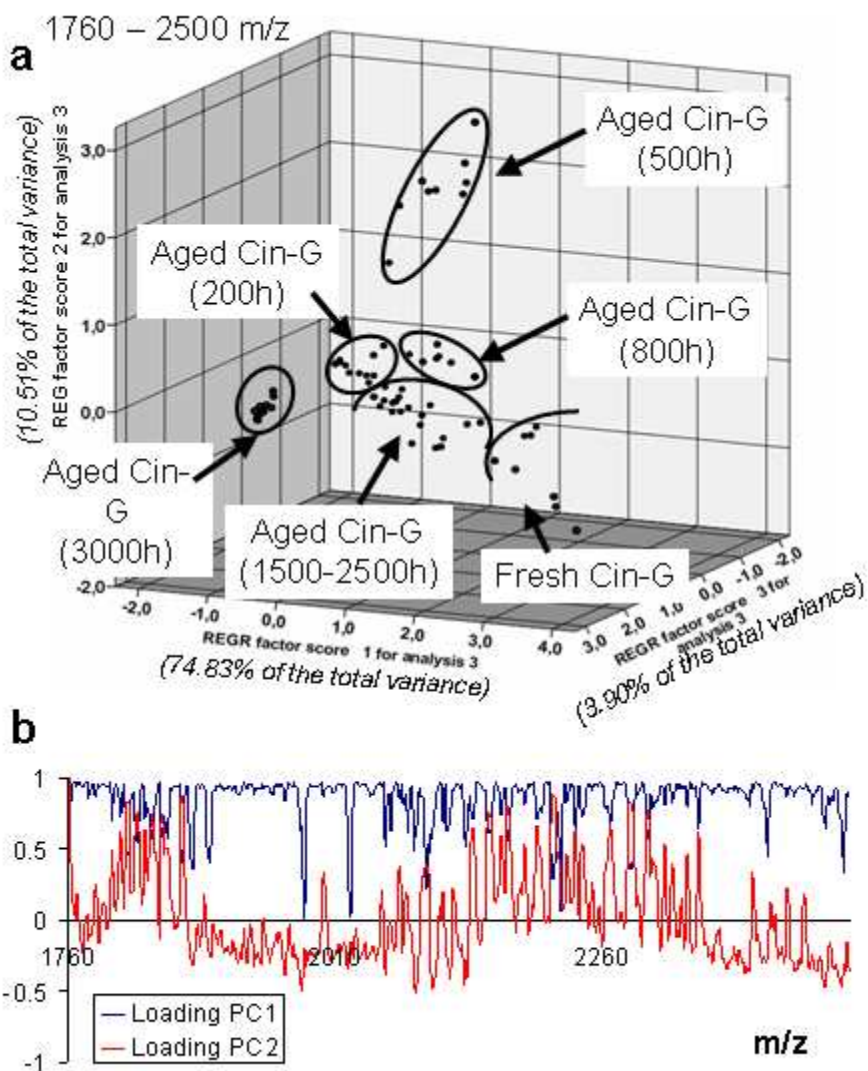 1760 – 2500 m/z
a
Aged Cin-G
(500h)
3,0
2,0
1,0
0,0
-2,0
(10.51% of the total variance)
REG factor score 2 for analysis 3
Aged Cin-G
(200h)
Aged Cin-G
(800h)
Aged Cin-
G
(3000h)
Aged Cin-G
(1500-2500h)
Fresh Cin-G
-2,0
-1,0
0,0
1,0
2,0
3,0
4,0
REGR factor score 1 for analysis 3
(74.83% of the total variance)
3,0
2,0
1,0
0,0
-1,0
-2,0
REGR factor score 3 for
analysis 3
(3.90% of the total variance)
b
1
0.5
0
-0.5
-1
1760
2010
2260
Loading PC1
Loading PC2
m/z